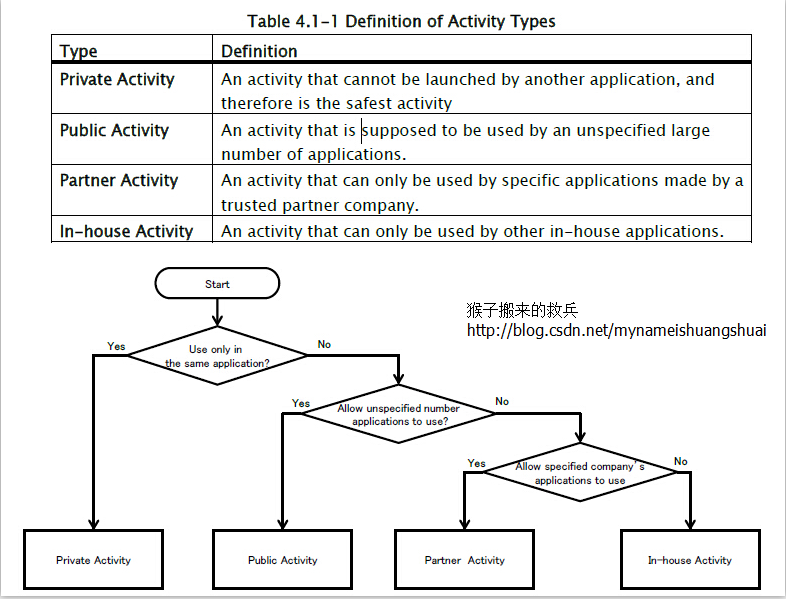 Table 4.1-1 Definition of Activity Types
Type Definition
Private Activity An activity that cannot be launched by another application, and
therefore is the safest activity
Public Activity An activity that is supposed to be used by an unspecified large
number of applications.
Partner Activity An activity that can only be used by specific applications made by a
trusted partner company.
In-house Activity An activity that can only be used by other in-house applications.
Start
猴子搬来的救兵
http://blog.csdn.net/mynameishuangshuai
Yes
Use only in
the same application?
No
Yes
Allow unspecified number
applications to use?
No
Yes
Allow specified company's
applications to use
No
Private Activity
Public Activity
Partner Activity
In-house Activity